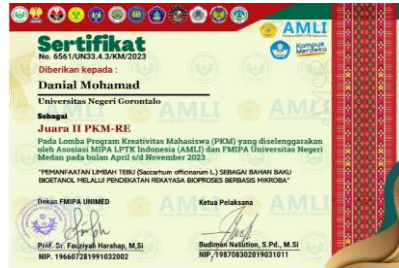 AMLI
Kampus
Merdeka
Sertifikat
No. 6561/UN33.4.3/KM/2023
Diberikan kepada :
Danial Mohamad
Universitas Negeri Gorontalo
Sebagai
Juara II PKM-RE
Pada Lomba Program Kreativitas Mahasiswa (PKM) yang diselenggarakan
oleh Asosiasi MIPA LPTK Indonesia (AMLI) dan FMIPA Universitas Negeri
Medan pada bulan April s/d November 2023
"PEMANFAATAN LIMBAH TEBU (Saccarhum officinarum L.) SEBAGAI BAHAN BAKU
BIOETANOL MELALUI PENDEKATAN REKAYASA BIOPROSES BERBASIS MIKROBA"
Dekan FMIPA UNIMED
Ketua Pelaksana
Prof. Dr. Fauziyah Harahap, M,Si
Budiman Nasution, S.Pd., M.Si
NIP. 196607281991032002
NIP. 198708302019031011